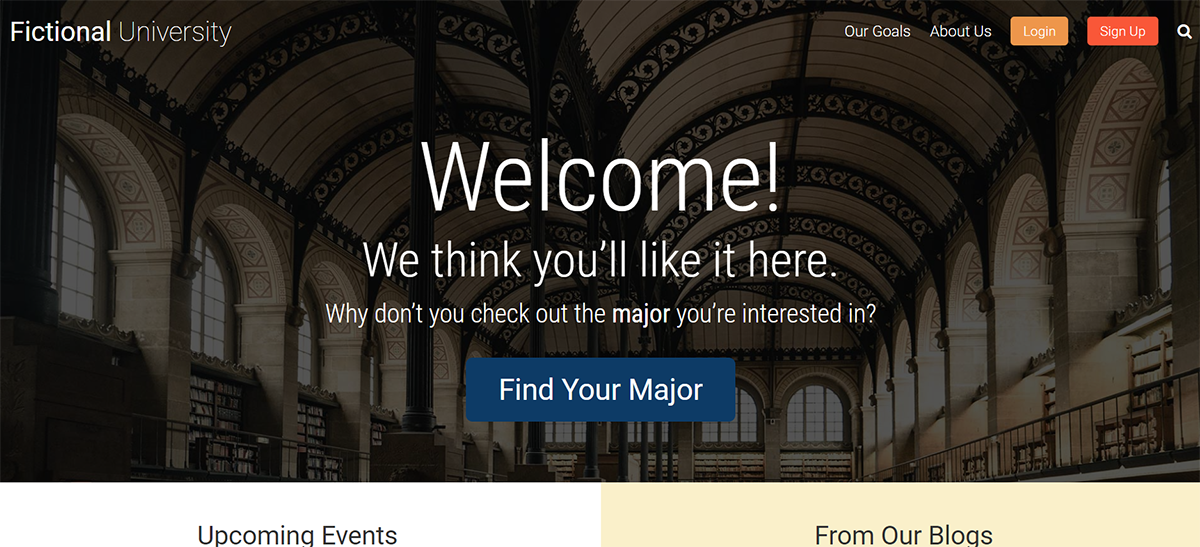 Fictional University
Our Goals
About Us
Login
Sign Up
Welcome!
We think you’ll like it here.
Why don’t you check out the major you’re interested in?
Find Your Major
Upcoming Events
From Our Blogs